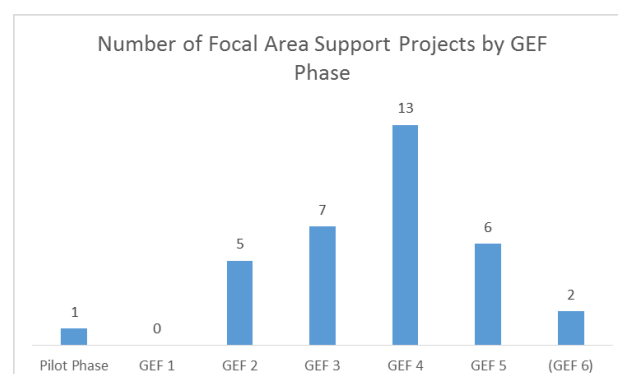 Number of Focal Area Support Projects by GEF
Phase
13
7
6
5
2
1
0
Pilot Phase GEF 1 GEF 2 GEF 3 GEF 4 GEF 5 (GEF 6)